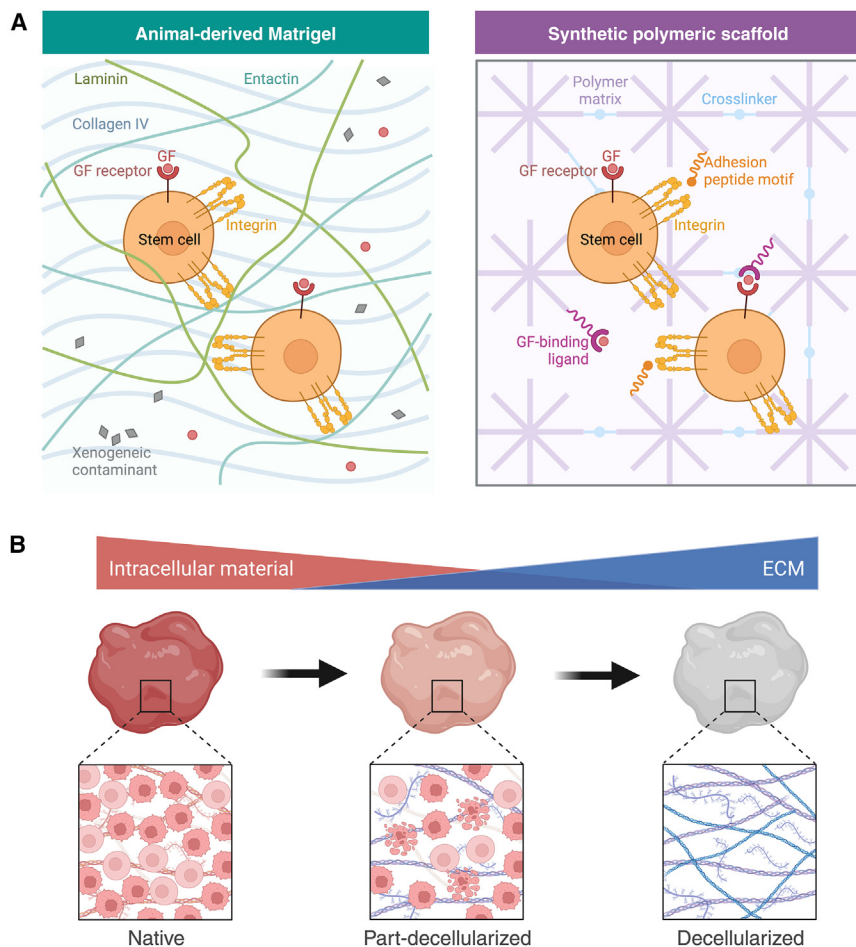 A
Animal-derived Matrigel
Laminin
Entactin
Collagen IV
GF
GF receptor
Integrin
Stem cell
Xenogeneic
contaminant
Synthetic polymeric scaffold
Polymer
matrix
Crosslinker
GF
GF receptor
Adhesion
peptide motif
Integrin
Stem cell
GF-binding
ligand
B
Intracellular material
ECM
Native
Part-decellularized
Decellularized